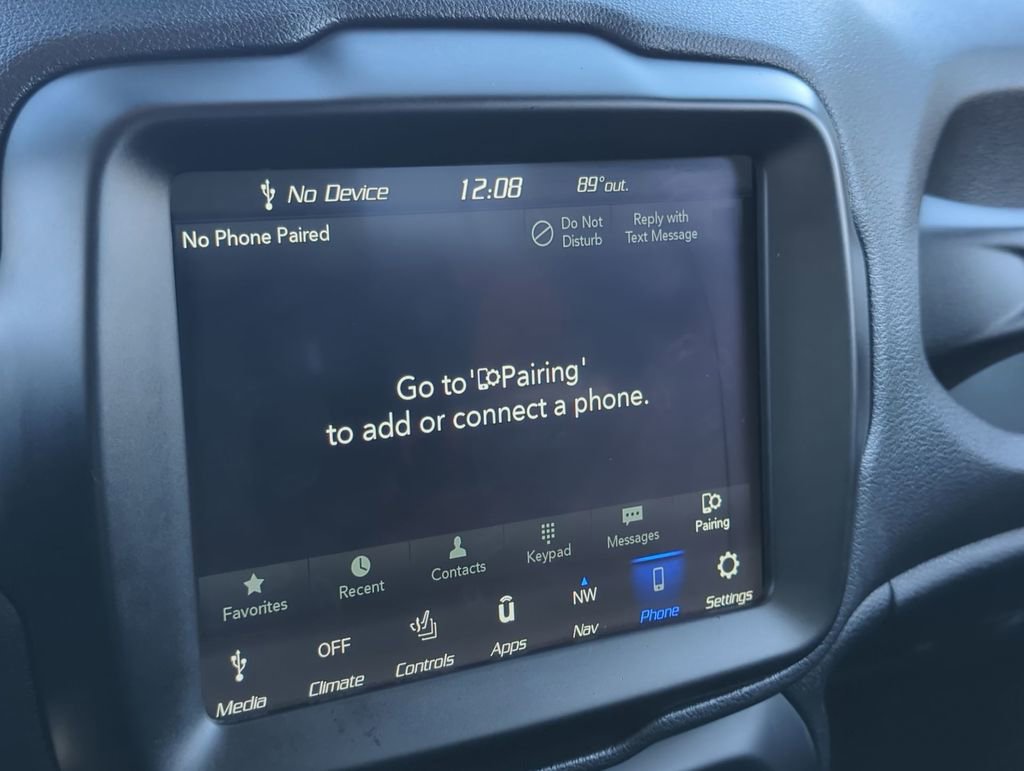 No Device 12:08 89°out.
No Phone Paired
Do Not
Disturb
Reply with
Text Message
Go to 'Pairing'
to add or connect a phone.
Favorites Recent Contacts Keypad Messages Pairing
OFF NW
Media Climate Controls Apps Nav Phone Settings